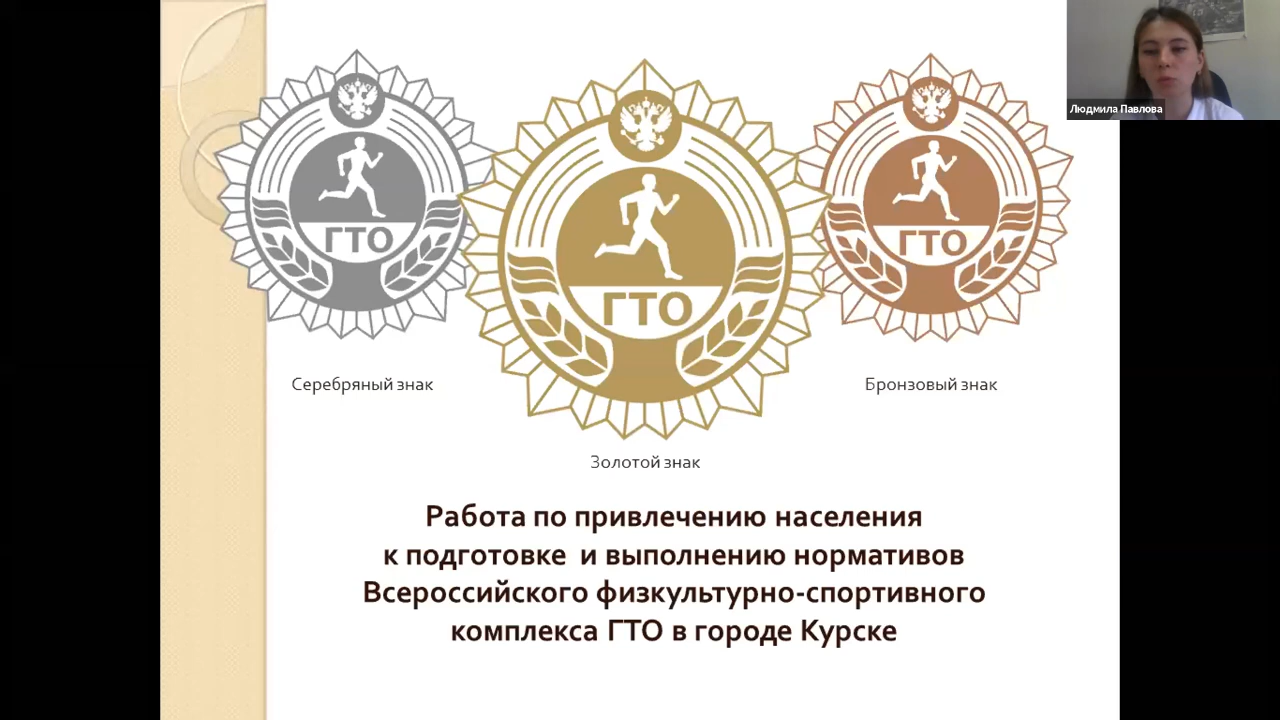 Людмила Павлова
ГТО
ГТО
ГТО
Серебряный знак
Бронзовый знак
Золотой знак
Работа по привлечению населения
к подготовке и выполнению нормативов
Всероссийского физкультурно-спортивного
комплекса ГТО в городе Курске